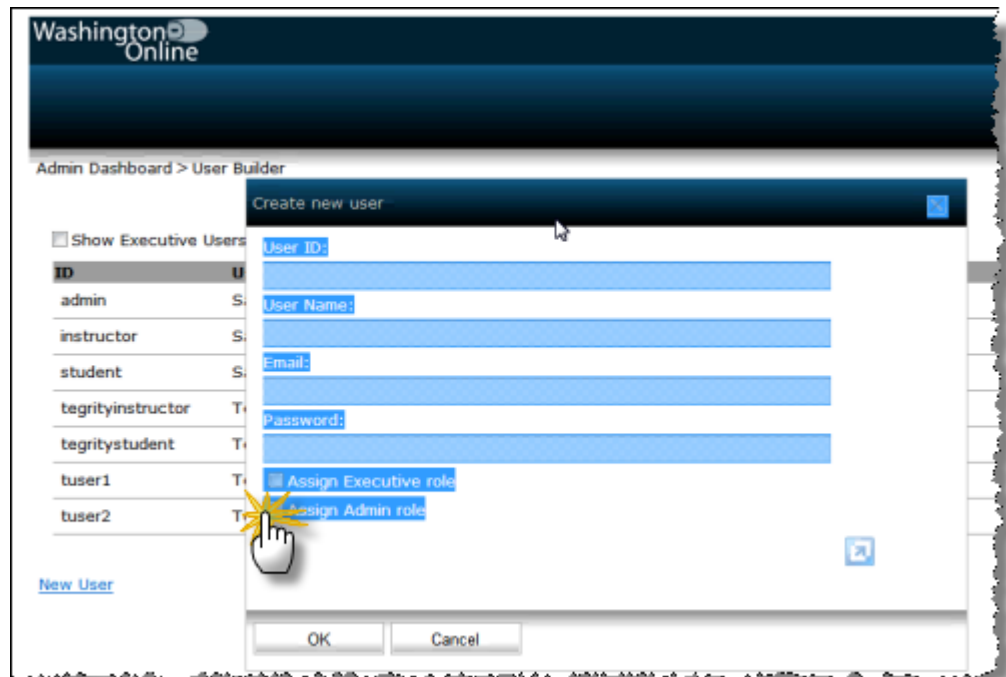 Washington
Online
Admin Dashboard > User Builder
Create new user
Show Executive Users
User ID:
ID U
admin S
User Name:
instructor S
Email:
student S
tegrityinstructor T
Password:
tegritystudent T
tuser1 T
Assign Executive role
tuser2 T
Assign Admin role
New User
OK Cancel